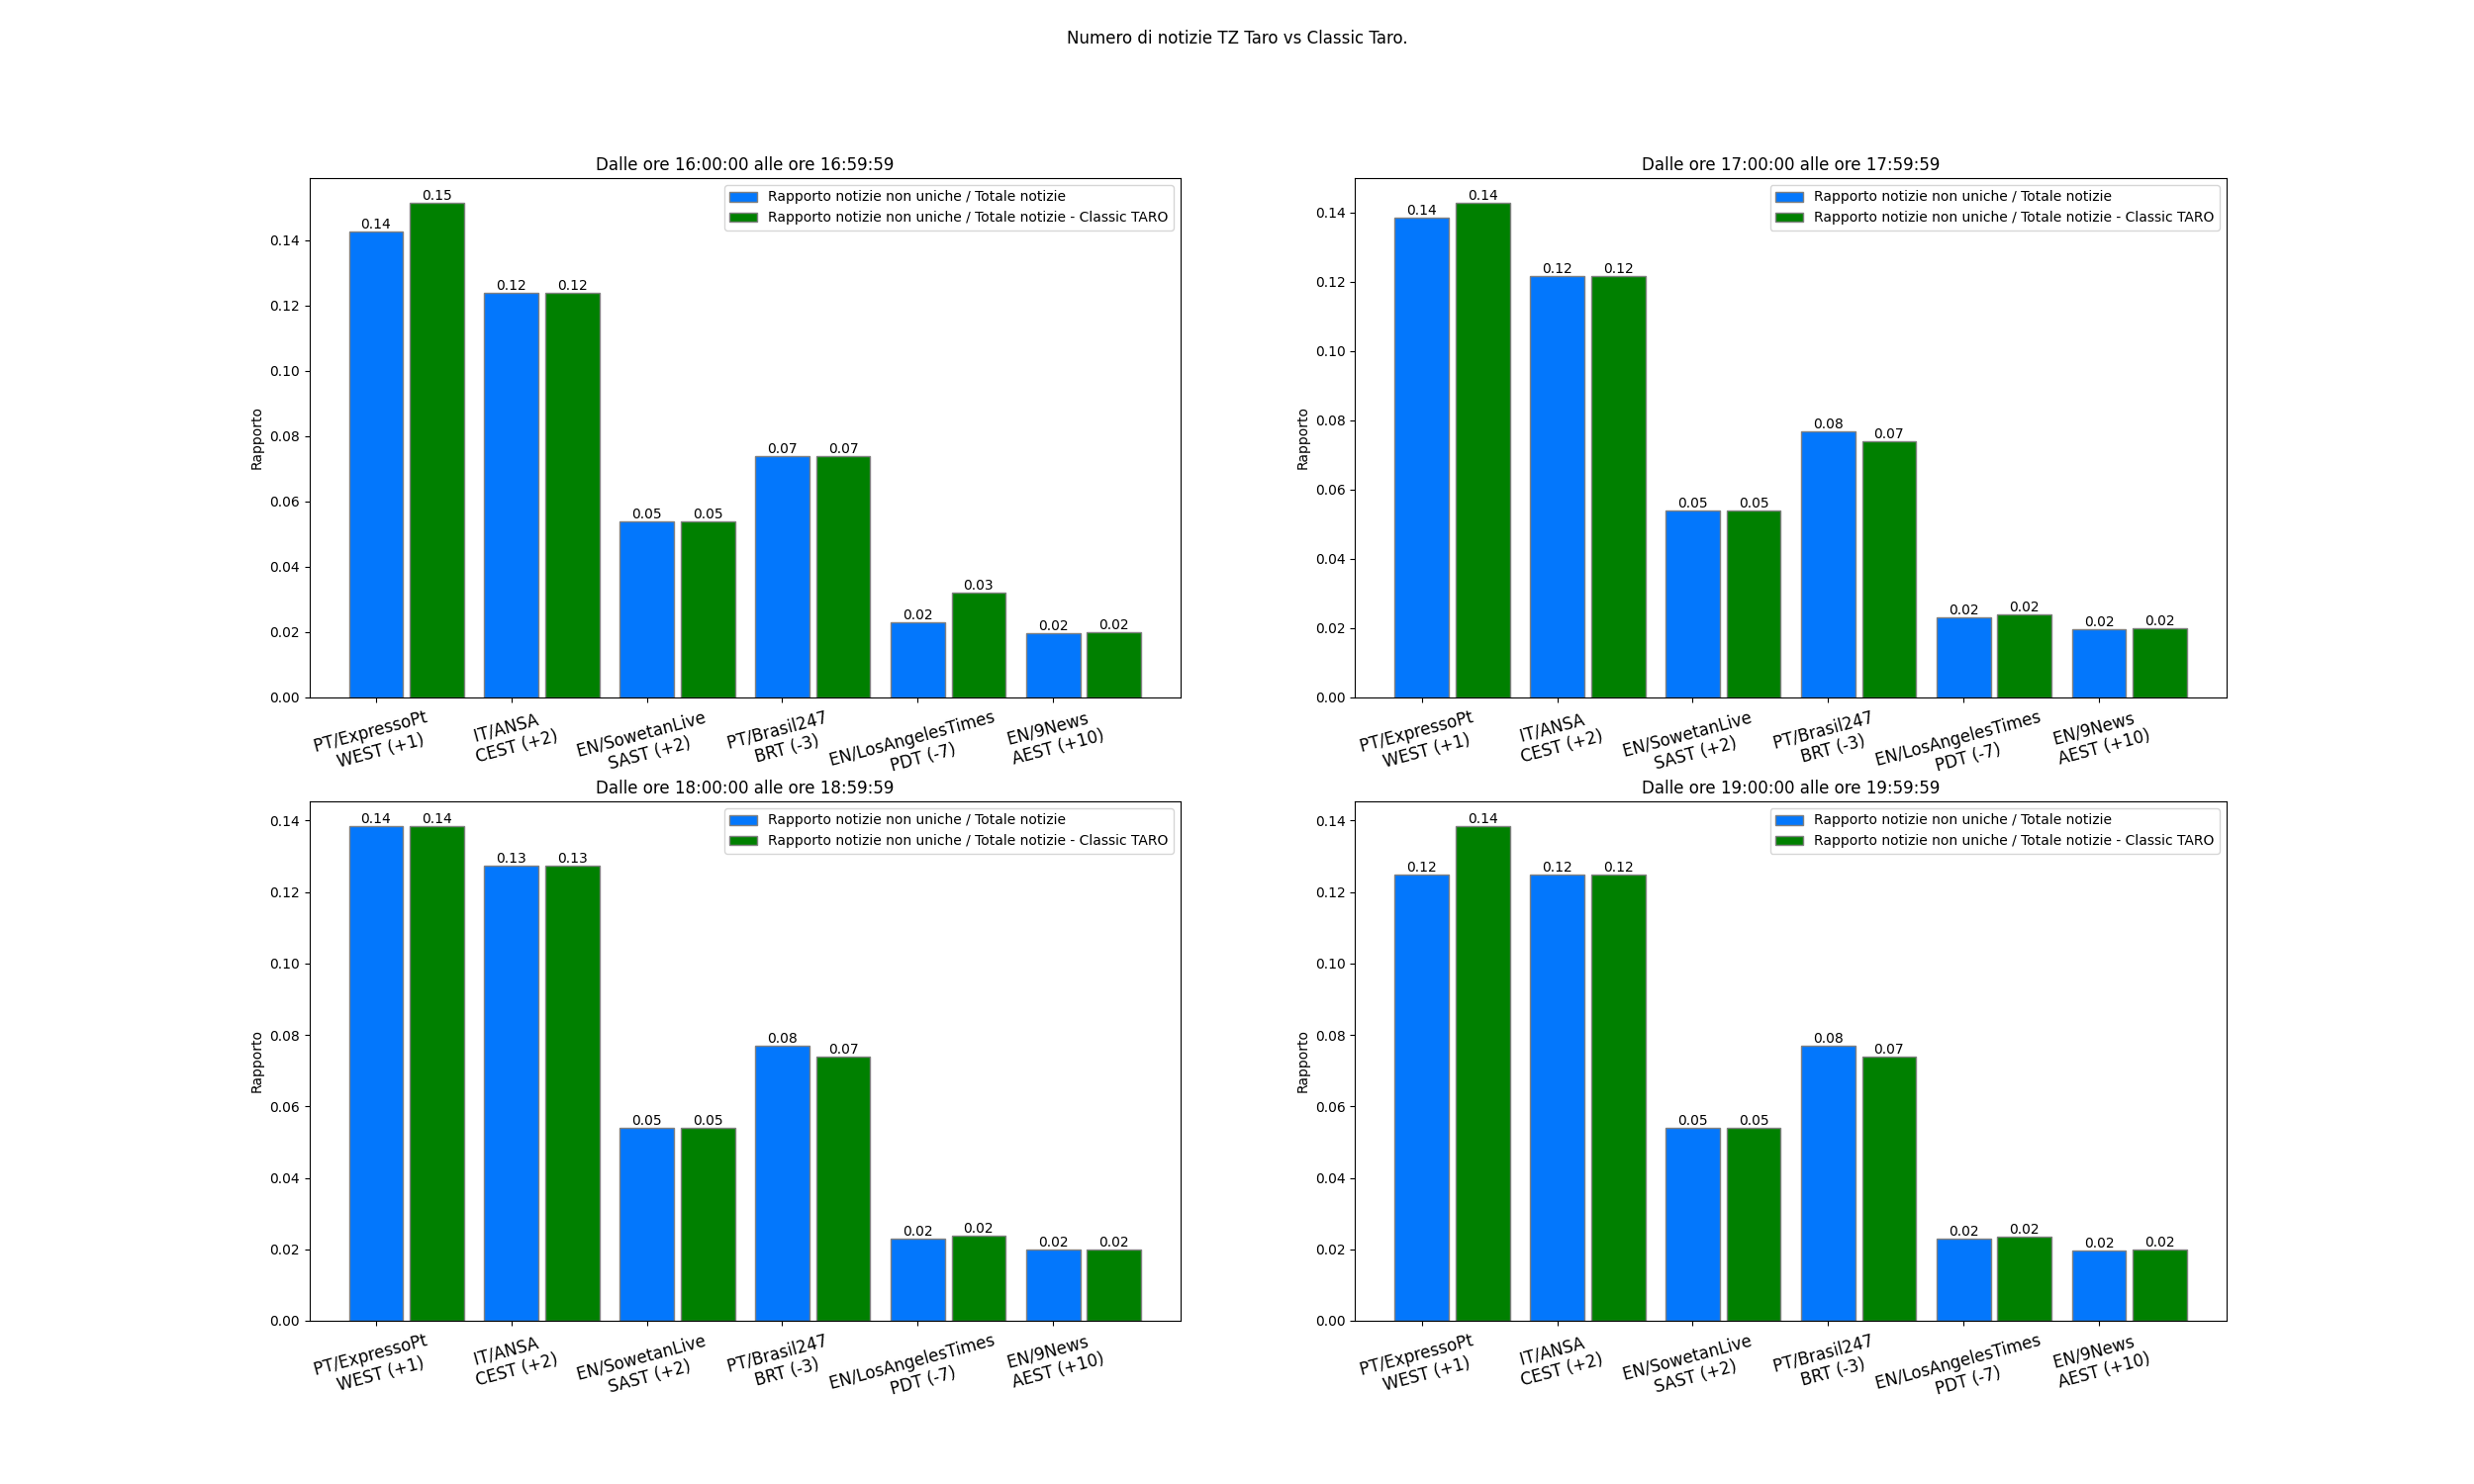 Numero di notizie TZ Taro vs Classic Taro.
Dalle ore 16:00:00 alle ore 16:59:59
Rapporto notizie non uniche / Totale notizie
Rapporto notizie non uniche / Totale notizie - Classic TARO
Rapporto
0.14
0.12
0.10
0.08
0.06
0.04
0.02
0.00
0.14
0.15
0.12
0.12
0.05
0.05
0.07
0.07
0.02
0.03
0.02
0.02
PT/ExpressoPt
WEST (+1)
IT/ANSA
CEST (+2)
EN/SowetanLive
SAST (+2)
PT/Brasil247
BRT (-3)
EN/LosAngelesTimes
PDT (-7)
EN/9News
AEST (+10)
Dalle ore 17:00:00 alle ore 17:59:59
Rapporto notizie non uniche / Totale notizie
Rapporto notizie non uniche / Totale notizie - Classic TARO
Rapporto
0.14
0.12
0.10
0.08
0.06
0.04
0.02
0.00
0.14
0.14
0.12
0.12
0.05
0.05
0.08
0.07
0.02
0.02
0.02
0.02
PT/ExpressoPt
WEST (+1)
IT/ANSA
CEST (+2)
EN/SowetanLive
SAST (+2)
PT/Brasil247
BRT (-3)
EN/LosAngelesTimes
PDT (-7)
EN/9News
AEST (+10)
Dalle ore 18:00:00 alle ore 18:59:59
Rapporto notizie non uniche / Totale notizie
Rapporto notizie non uniche / Totale notizie - Classic TARO
Rapporto
0.14
0.12
0.10
0.08
0.06
0.04
0.02
0.00
0.14
0.14
0.13
0.13
0.05
0.05
0.08
0.07
0.02
0.02
0.02
0.02
PT/ExpressoPt
WEST (+1)
IT/ANSA
CEST (+2)
EN/SowetanLive
SAST (+2)
PT/Brasil247
BRT (-3)
EN/LosAngelesTimes
PDT (-7)
EN/9News
AEST (+10)
Dalle ore 19:00:00 alle ore 19:59:59
Rapporto notizie non uniche / Totale notizie
Rapporto notizie non uniche / Totale notizie - Classic TARO
Rapporto
0.14
0.12
0.10
0.08
0.06
0.04
0.02
0.00
0.12
0.14
0.12
0.12
0.05
0.05
0.08
0.07
0.02
0.02
0.02
0.02
PT/ExpressoPt
WEST (+1)
IT/ANSA
CEST (+2)
EN/SowetanLive
SAST (+2)
PT/Brasil247
BRT (-3)
EN/LosAngelesTimes
PDT (-7)
EN/9News
AEST (+10)